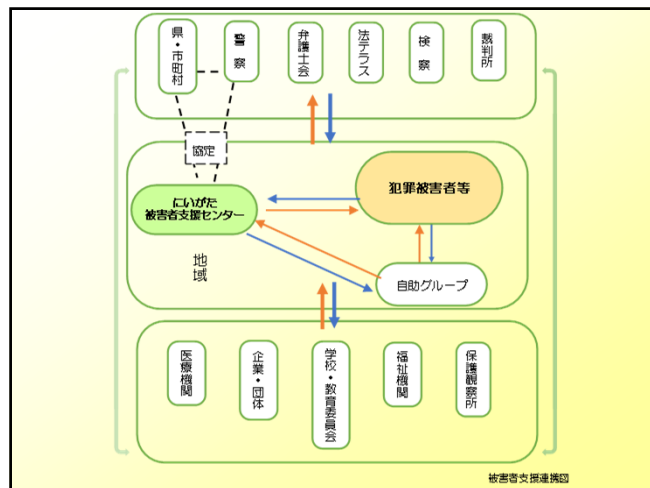 県・市町村
警察
弁護士会
法テラス
検察
裁判所
協定
犯罪被害者等
にいがた
被害者支援センター
地域
自助グループ
医療機関
企業・団体
学校・教育委員会
福祉機関
保護観察所
被害者支援連携図